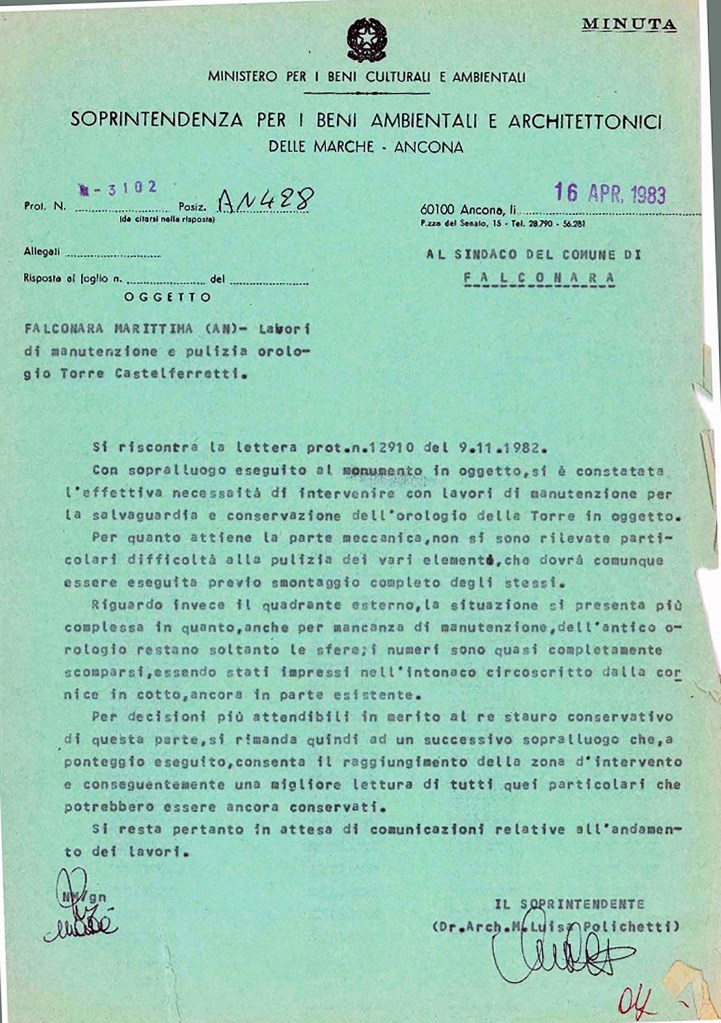 MINUTA
MINISTERO PER I BENI CULTURALI E AMBIENTALI
SOPRINTENDENZA PER I BENI AMBIENTALI E ARCHITETTONICI
DELLE MARCHE - ANCONA
Prot. N. -3102 Posiz. AN428
(da citarsi nella risposta)
16 APR. 1983
60100 Ancona, li
P.zza del Senato, 15 - Tel. 28.790 - 56.281
Allegati
Risposta al foglio n. del
OGGETTO
AL SINDACO DEL COMUNE DI
FALCONARA
FALCONARA MARITTIMA (AN)- Lavori
di manutenzione e pulizia orolo-
gio Torre Castelferretti.
Si riscontra la lettera prot.n.12910 del 9.11.1982.
Con sopralluogo eseguito al monumento in oggetto,si è constatata
l'effettiva necessaità di intervenire con lavori di manutenzione per
la salvaguardia e conservazione dell'orologio della Torre in oggetto.
Per quanto attiene la parte meccanica,non si sono rilevate parti-
colari difficoltà alla pulizia dei vari elementi,che dovrà comunque
essere eseguita previo smontaggio completo degli stessi.
Riguardo invece il quadrante esterno,la situazione si presenta più
complessa in quanto,anche per mancanza di manutenzione,dell'antico o-
rologio restano soltanto le sfere;i numeri sono quasi completamente
scomparsi,essendo stati impressi nell'intonaco circoscritto dalla cor
nice in cotto,ancora in parte esistente.
Per decisioni più attendibili in merito al re stauro conservativo
di questa parte,si rimanda quindi ad un successivo sopralluogo che,a
ponteggio eseguito,consenta il raggiungimento della zona d'intervento
e conseguentemente una migliore lettura di tutti quei particolari che
potrebbero essere ancora conservati.
Si resta pertanto in attesa di comunicazioni relative all'andamen-
to dei lavori.
NM/gn
IL SOPRINTENDENTE
(Dr.Arch.M.Luisa Polichetti)